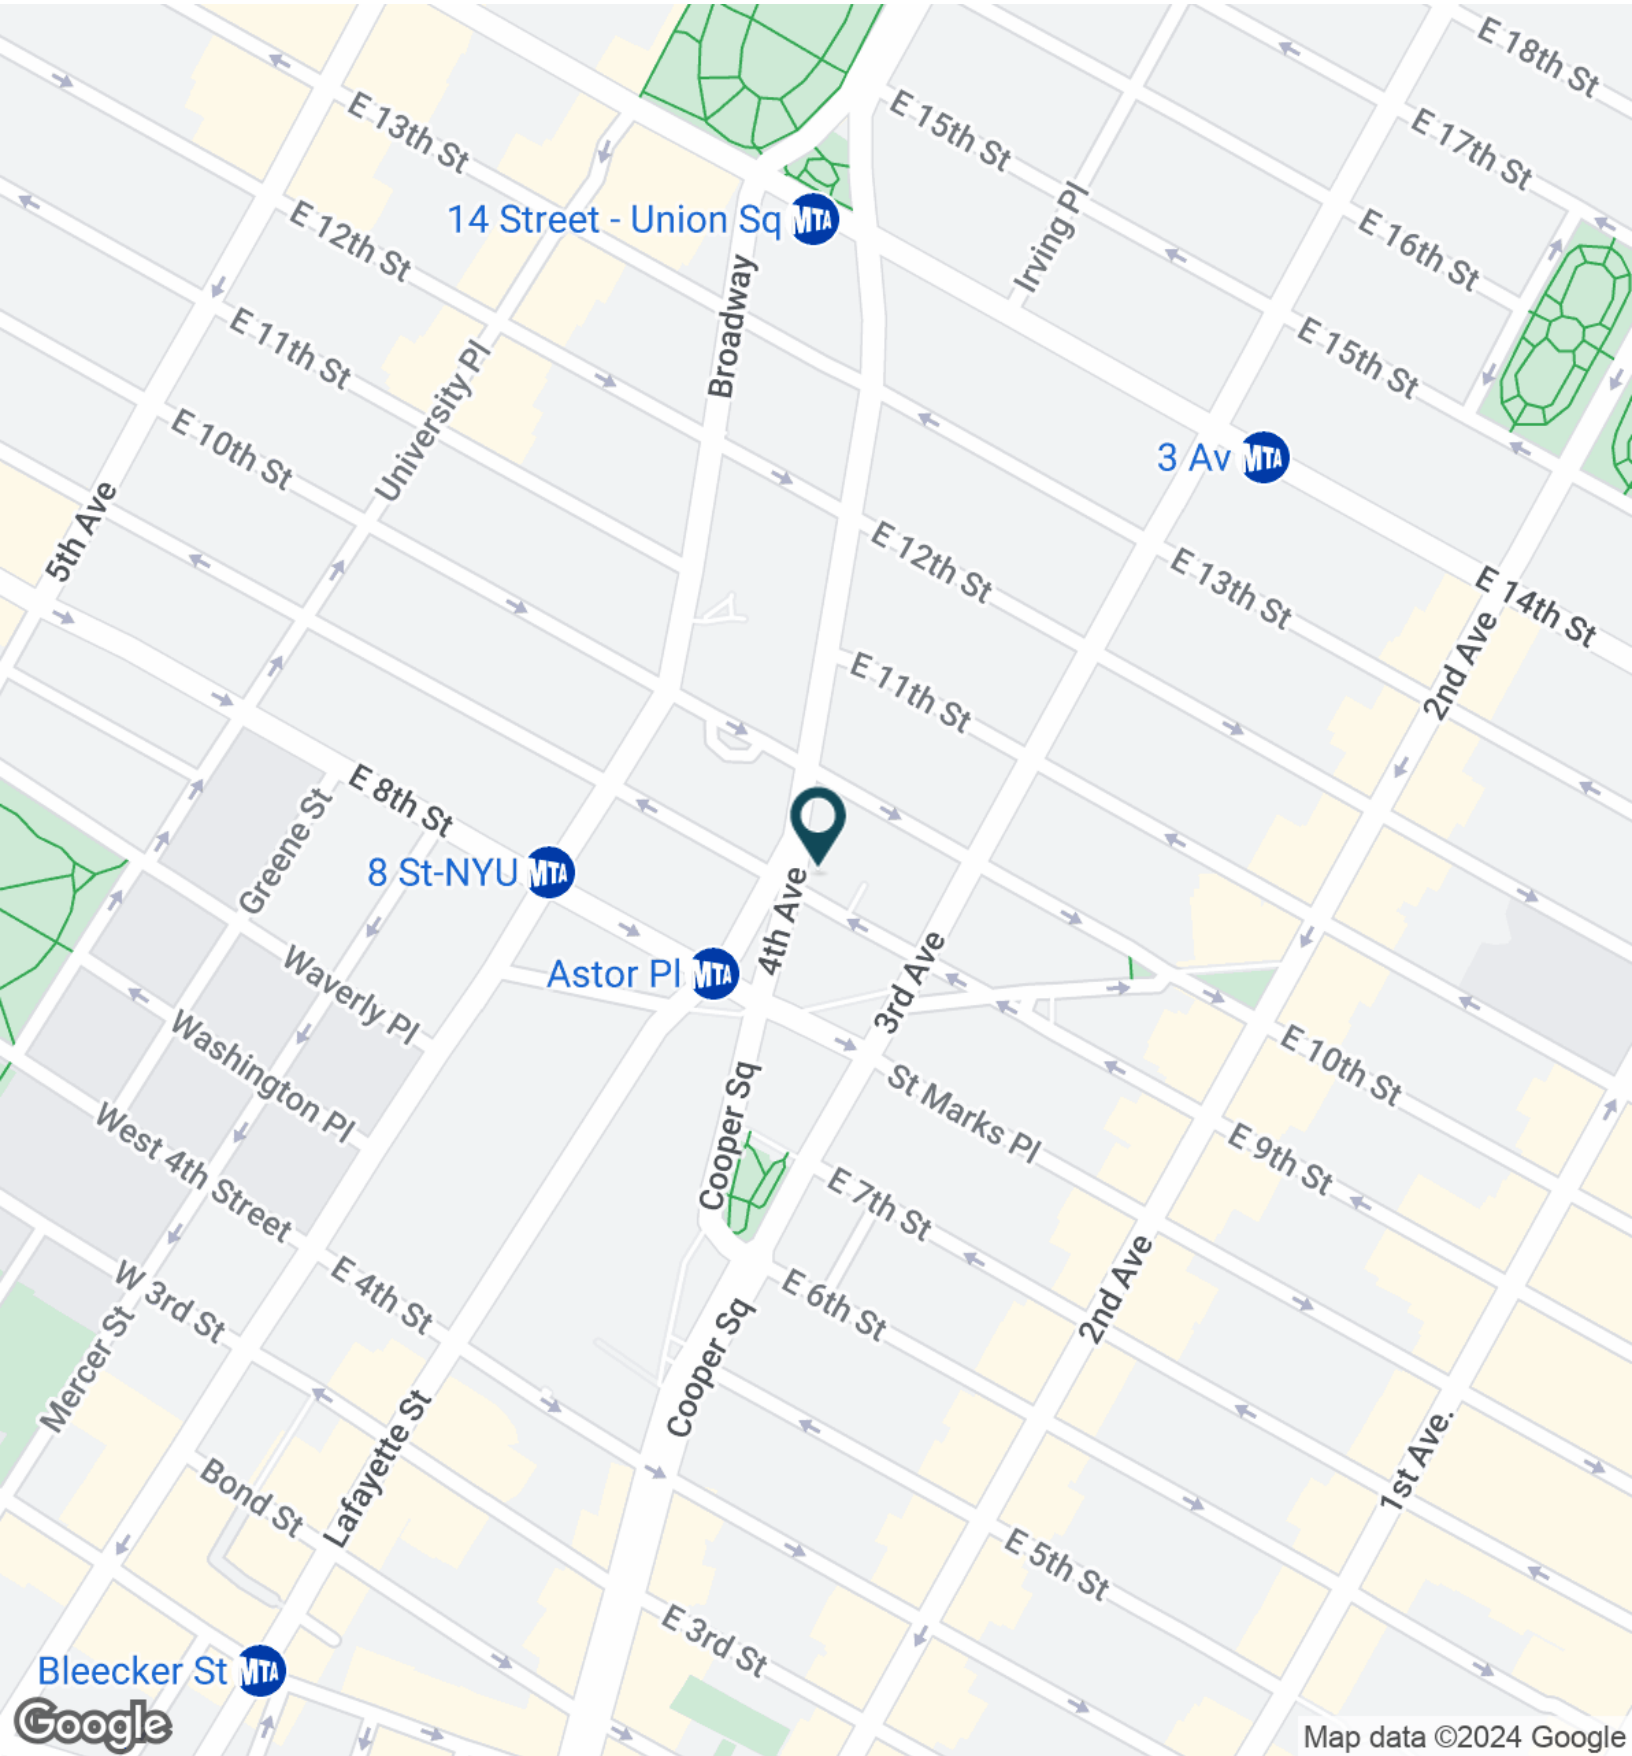 E 18th St
E 13th St
E 15th St
E 17th St
14 Street - Union Sq
MTA
Irving Pl
E 12th St
E 16th St
Broadway
E 11th St
E 15th St
University Pl
3 Av
MTA
E 10th St
5th Ave
E 12th St
E 13th St
E 14th St
2nd Ave
E 11th St
E 8th St
Greene St
8 St-NYU
MTA
4th Ave
3rd Ave
Astor Pl
MTA
Waverly Pl
Washington Pl
St Marks Pl
E 10th St
Cooper Sq
West 4th Street
E 9th St
E 7th St
2nd Ave
E 4th St
W 3rd St
E 6th St
Mercer St
Cooper Sq
Lafayette St
1st Ave.
Bond St
E 5th St
E 3rd St
Bleecker St
MTA
Google
Map data ©2024 Google